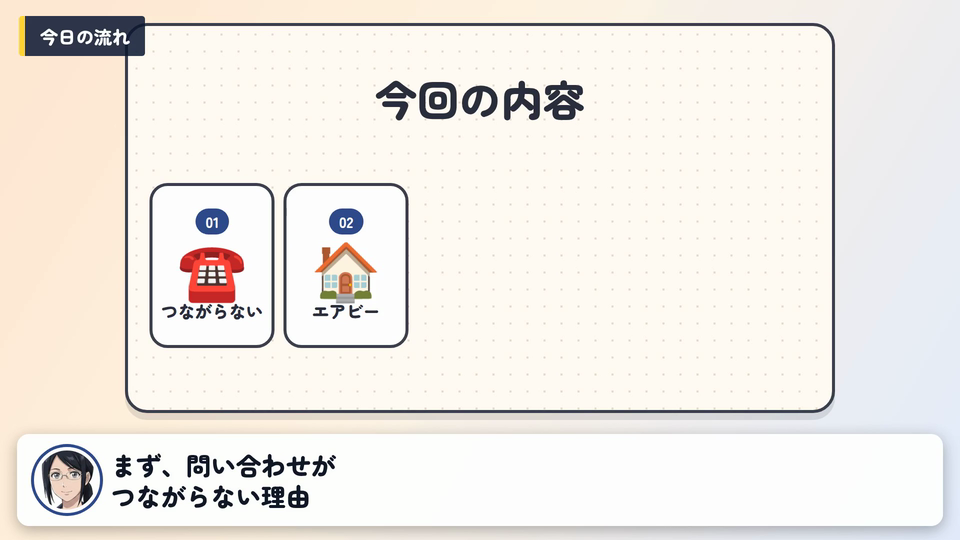 今日の流れ
今回の内容
01
つながらない
02
エアビー
まず、問い合わせが
つながらない理由